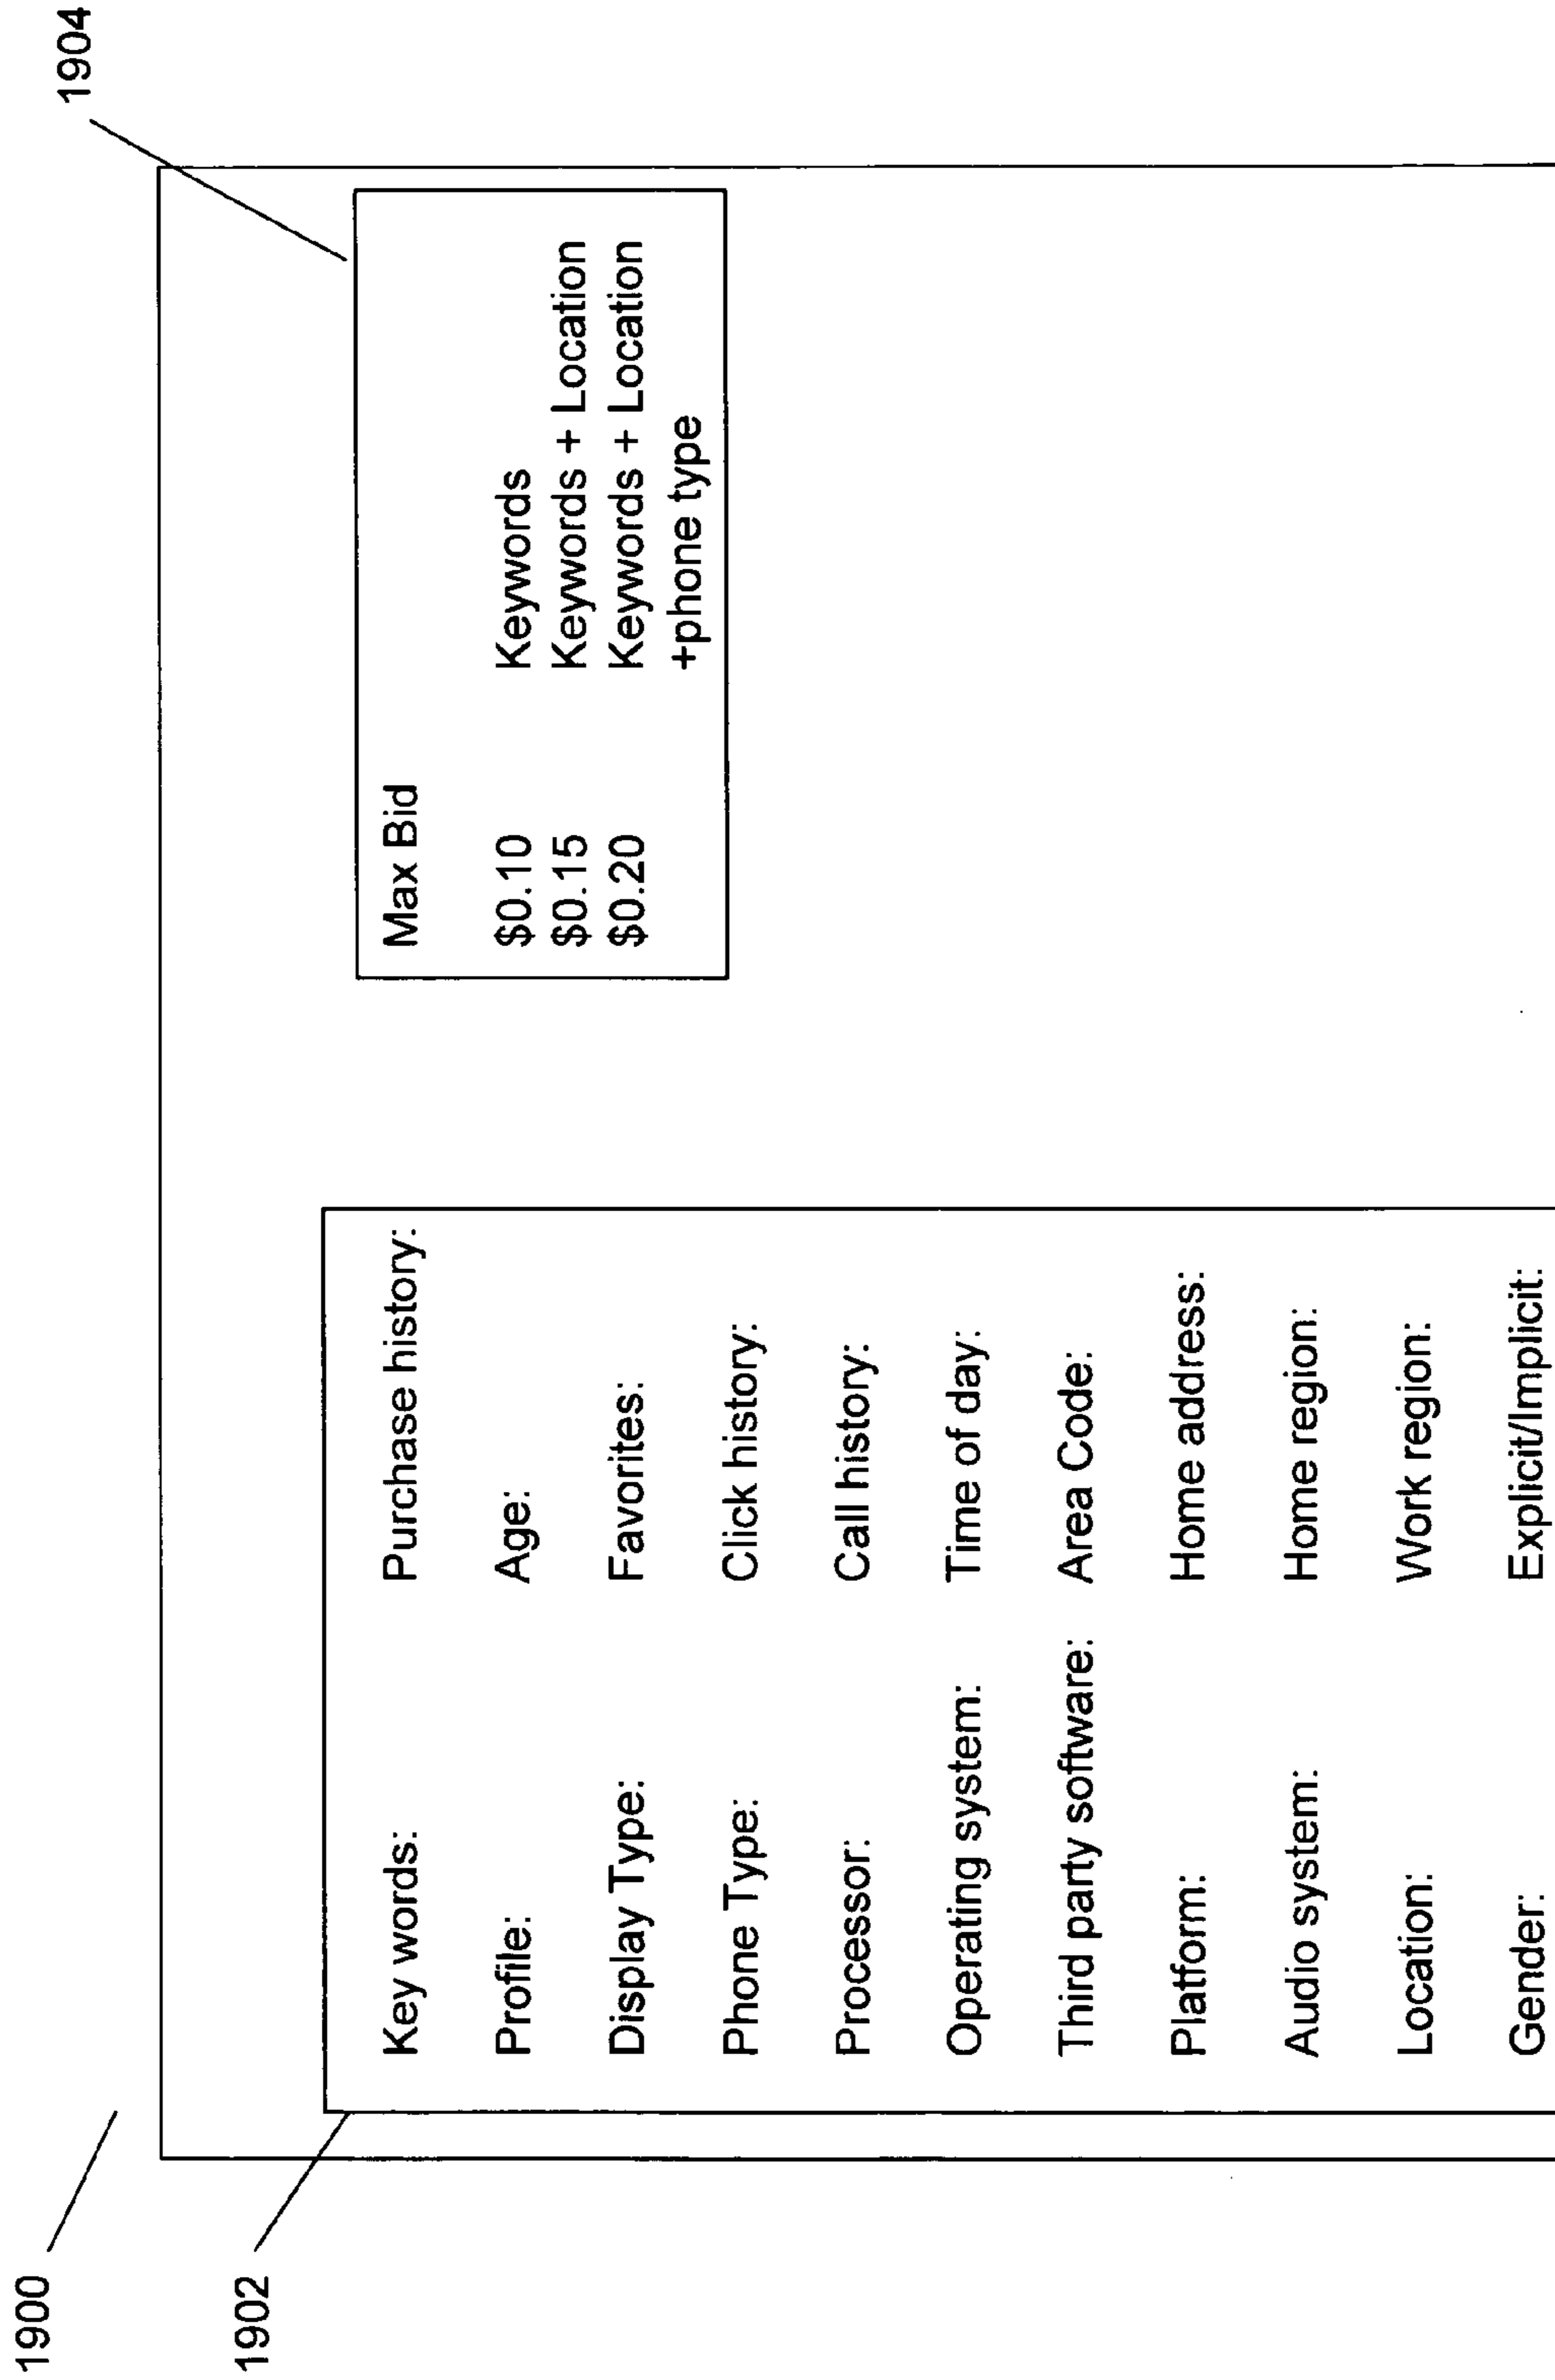 1900
1902
1904
Key words: Purchase history:
Profile: Age:
Display Type: Favorites:
Phone Type: Click history:
Processor: Call history:
Operating system: Time of day:
Third party software: Area Code:
Platform: Home address:
Audio system: Home region:
Location: Work region:
Gender: Explicit/Implicit:
Max Bid
$0.10 Keywords
$0.15 Keywords + Location
$0.20 Keywords + Location
+phone type